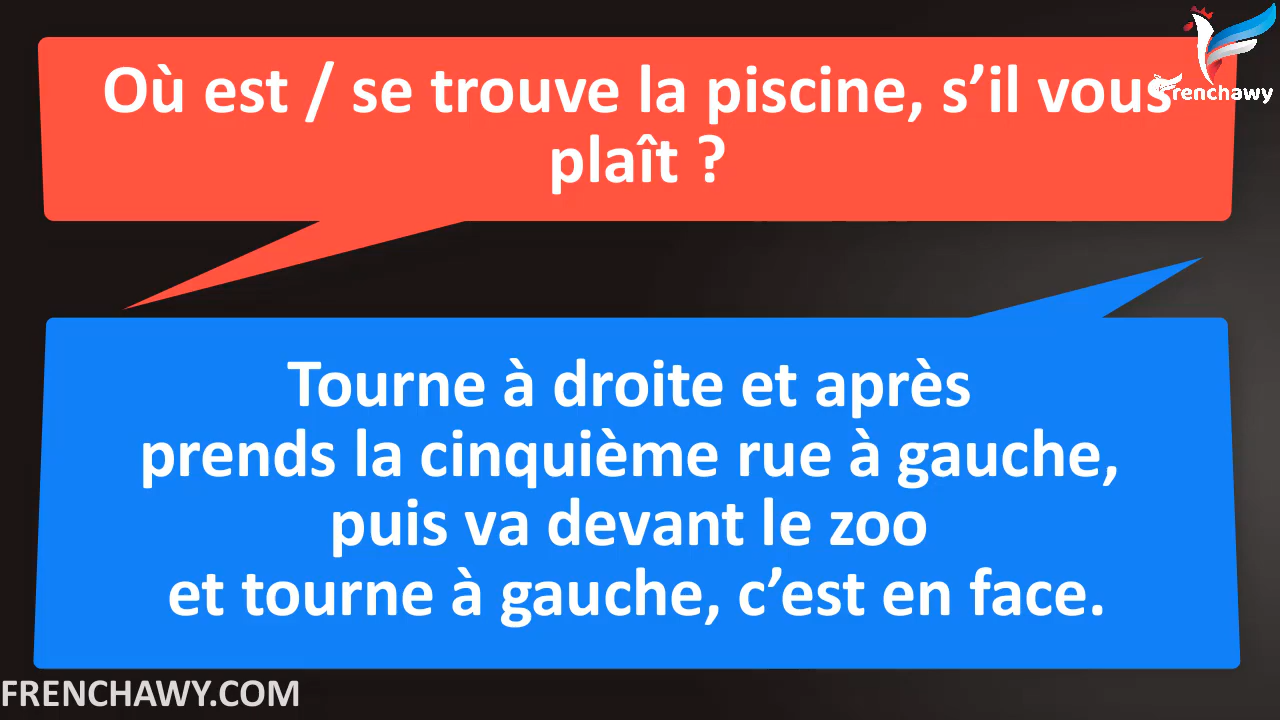 Où est / se trouve la piscine, s’il vous
plaît ?
Frenchawy
Tourne à droite et après
prends la cinquième rue à gauche,
puis va devant le zoo
et tourne à gauche, c’est en face.
FRENCHAWY.COM